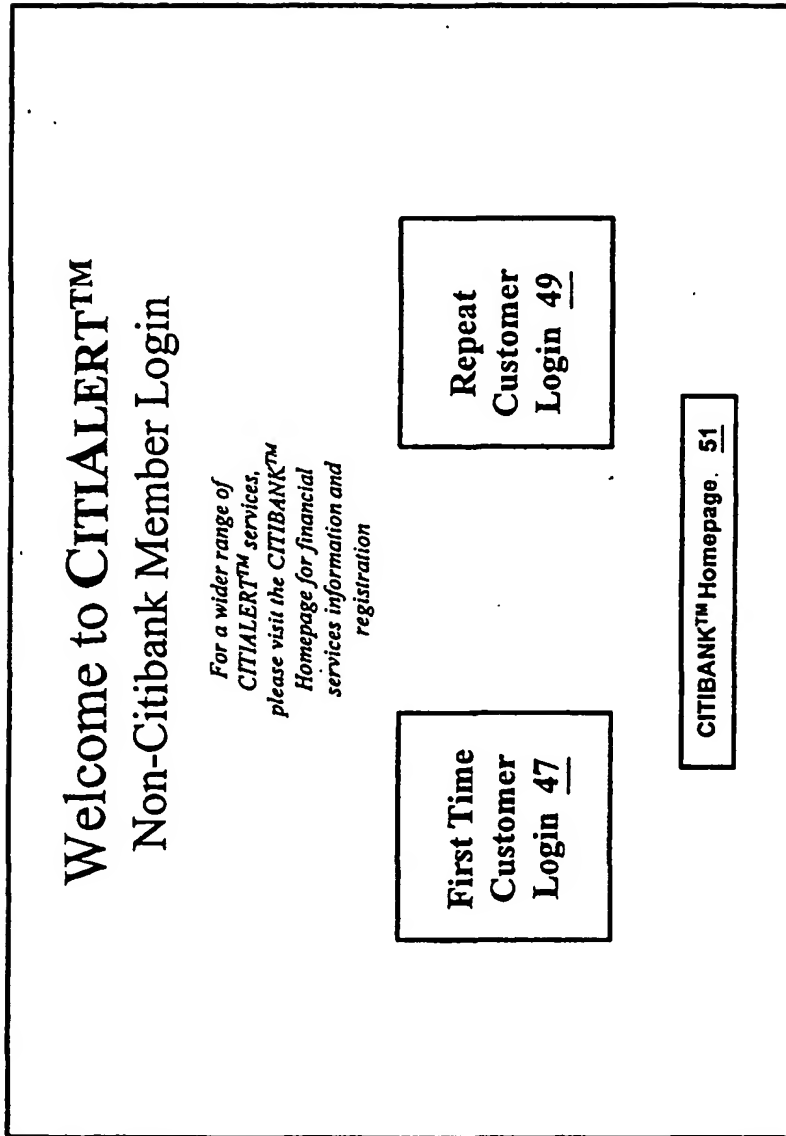 Welcome to CITIALERT™
Non-Citibank Member Login
For a wider range of
CITIALERT™ services,
please visit the CITIBANK™
Homepage for financial
services information and
registration
First Time
Customer
Login 47
Repeat
Customer
Login 49
CITIBANK™ Homepage. 51